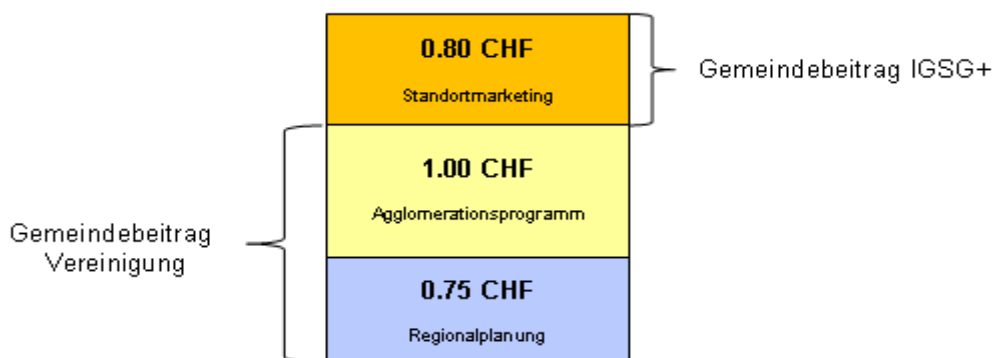 0.80 CHF
Standortmarketing
Gemeindebeitrag IGSG+
1.00 CHF
Agglomerationsprogramm
Gemeindebeitrag
Vereinigung
0.75 CHF
Regionalplanung